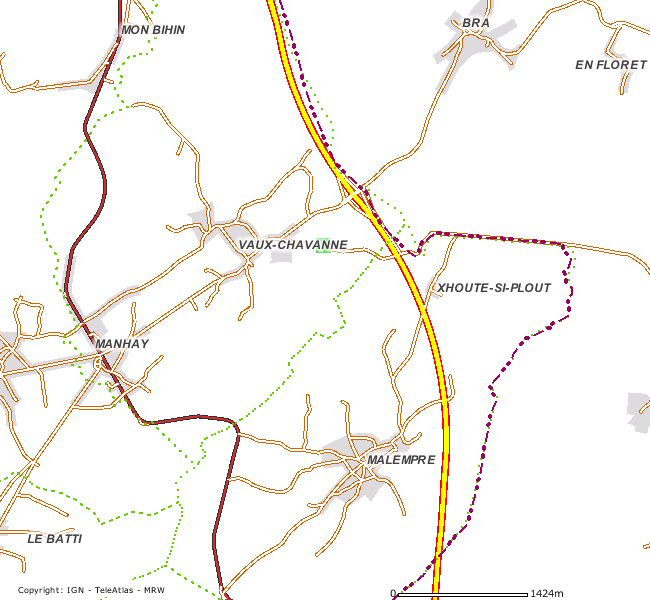 BRA
MON BIHIN
EN FLORET
VAUX-CHAVANNE
XHOUTE-SI-PLOUT
MANHAY
MALEMPRE
LE BATTI
Copyright: IGN - TeleAtlas - MRW
0 1424m